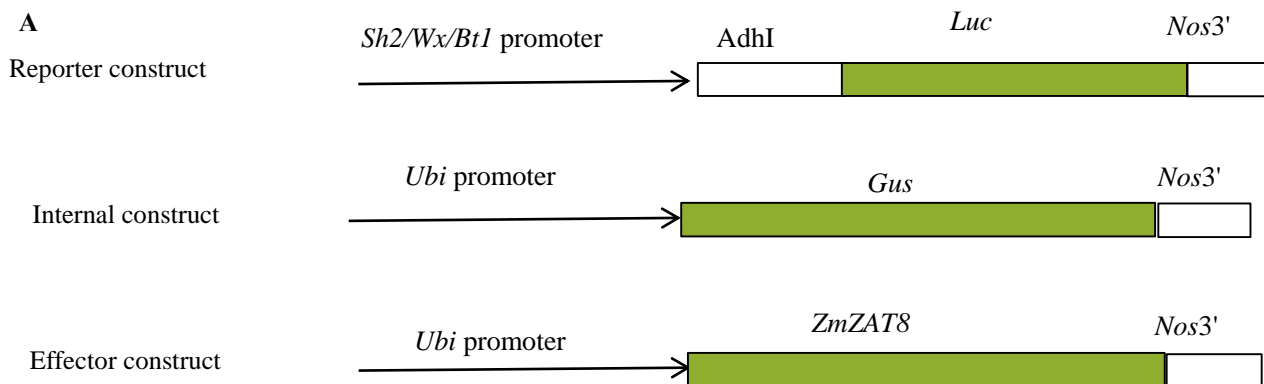 A
Sh2/Wx/Bt1 promoter AdhI Luc Nos3'
Reporter construct
Ubi promoter Gus Nos3'
Internal construct
Ubi promoter ZmZAT8 Nos3'
Effector construct